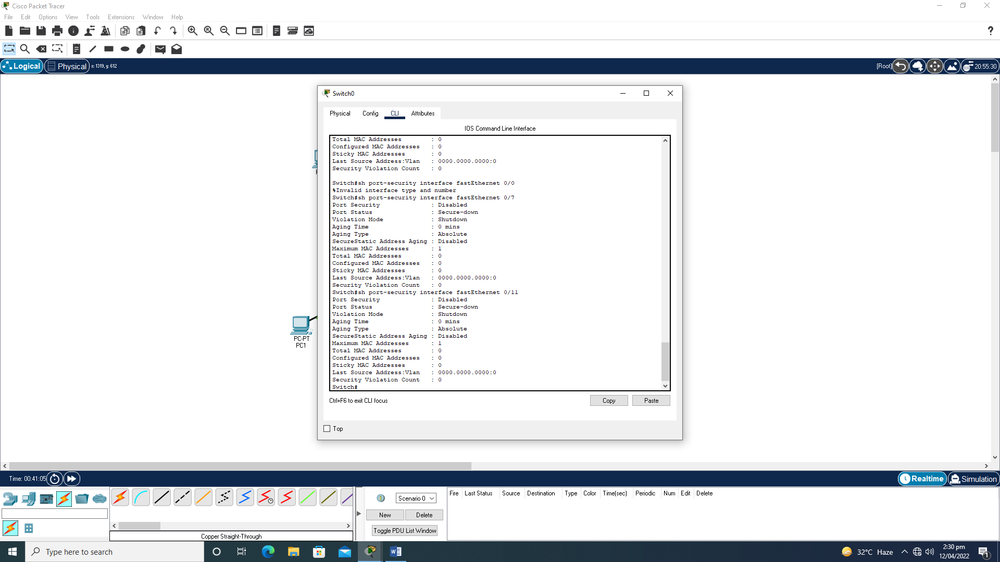 Cisco Packet Tracer
File Edit Options View Tools Extensions Window Help
Logical Physical x: 1319, y: 612 [Root] 20:55:30
Switch0
Physical Config CLI Attributes
IOS Command Line Interface
Total MAC Addresses : 0
Configured MAC Addresses : 0
Sticky MAC Addresses : 0
Last Source Address:Vlan : 0000.0000.0000:0
Security Violation Count : 0
Switch#sh port-security interface fastEthernet 0/0
%Invalid interface type and number
Switch#sh port-security interface fastEthernet 0/7
Port Security : Disabled
Port Status : Secure-down
Violation Mode : Shutdown
Aging Time : 0 mins
Aging Type : Absolute
SecureStatic Address Aging : Disabled
Maximum MAC Addresses : 1
Total MAC Addresses : 0
Configured MAC Addresses : 0
Sticky MAC Addresses : 0
Last Source Address:Vlan : 0000.0000.0000:0
Security Violation Count : 0
Switch#sh port-security interface fastEthernet 0/11
Port Security : Disabled
Port Status : Secure-down
Violation Mode : Shutdown
Aging Time : 0 mins
Aging Type : Absolute
SecureStatic Address Aging : Disabled
Maximum MAC Addresses : 1
Total MAC Addresses : 0
Configured MAC Addresses : 0
Sticky MAC Addresses : 0
Last Source Address:Vlan : 0000.0000.0000:0
Security Violation Count : 0
Switch#
Ctrl+F6 to exit CLI focus Copy Paste
Top
PC-PT
PC1
Time: 00:41:05 Realtime Simulation
Scenario 0
New Delete
Toggle PDU List Window
Fire Last Status Source Destination Type Color Time(sec) Periodic Num Edit Delete
Copper Straight-Through
Type here to search
32°C Haze
2:30 pm
12/04/2022
1